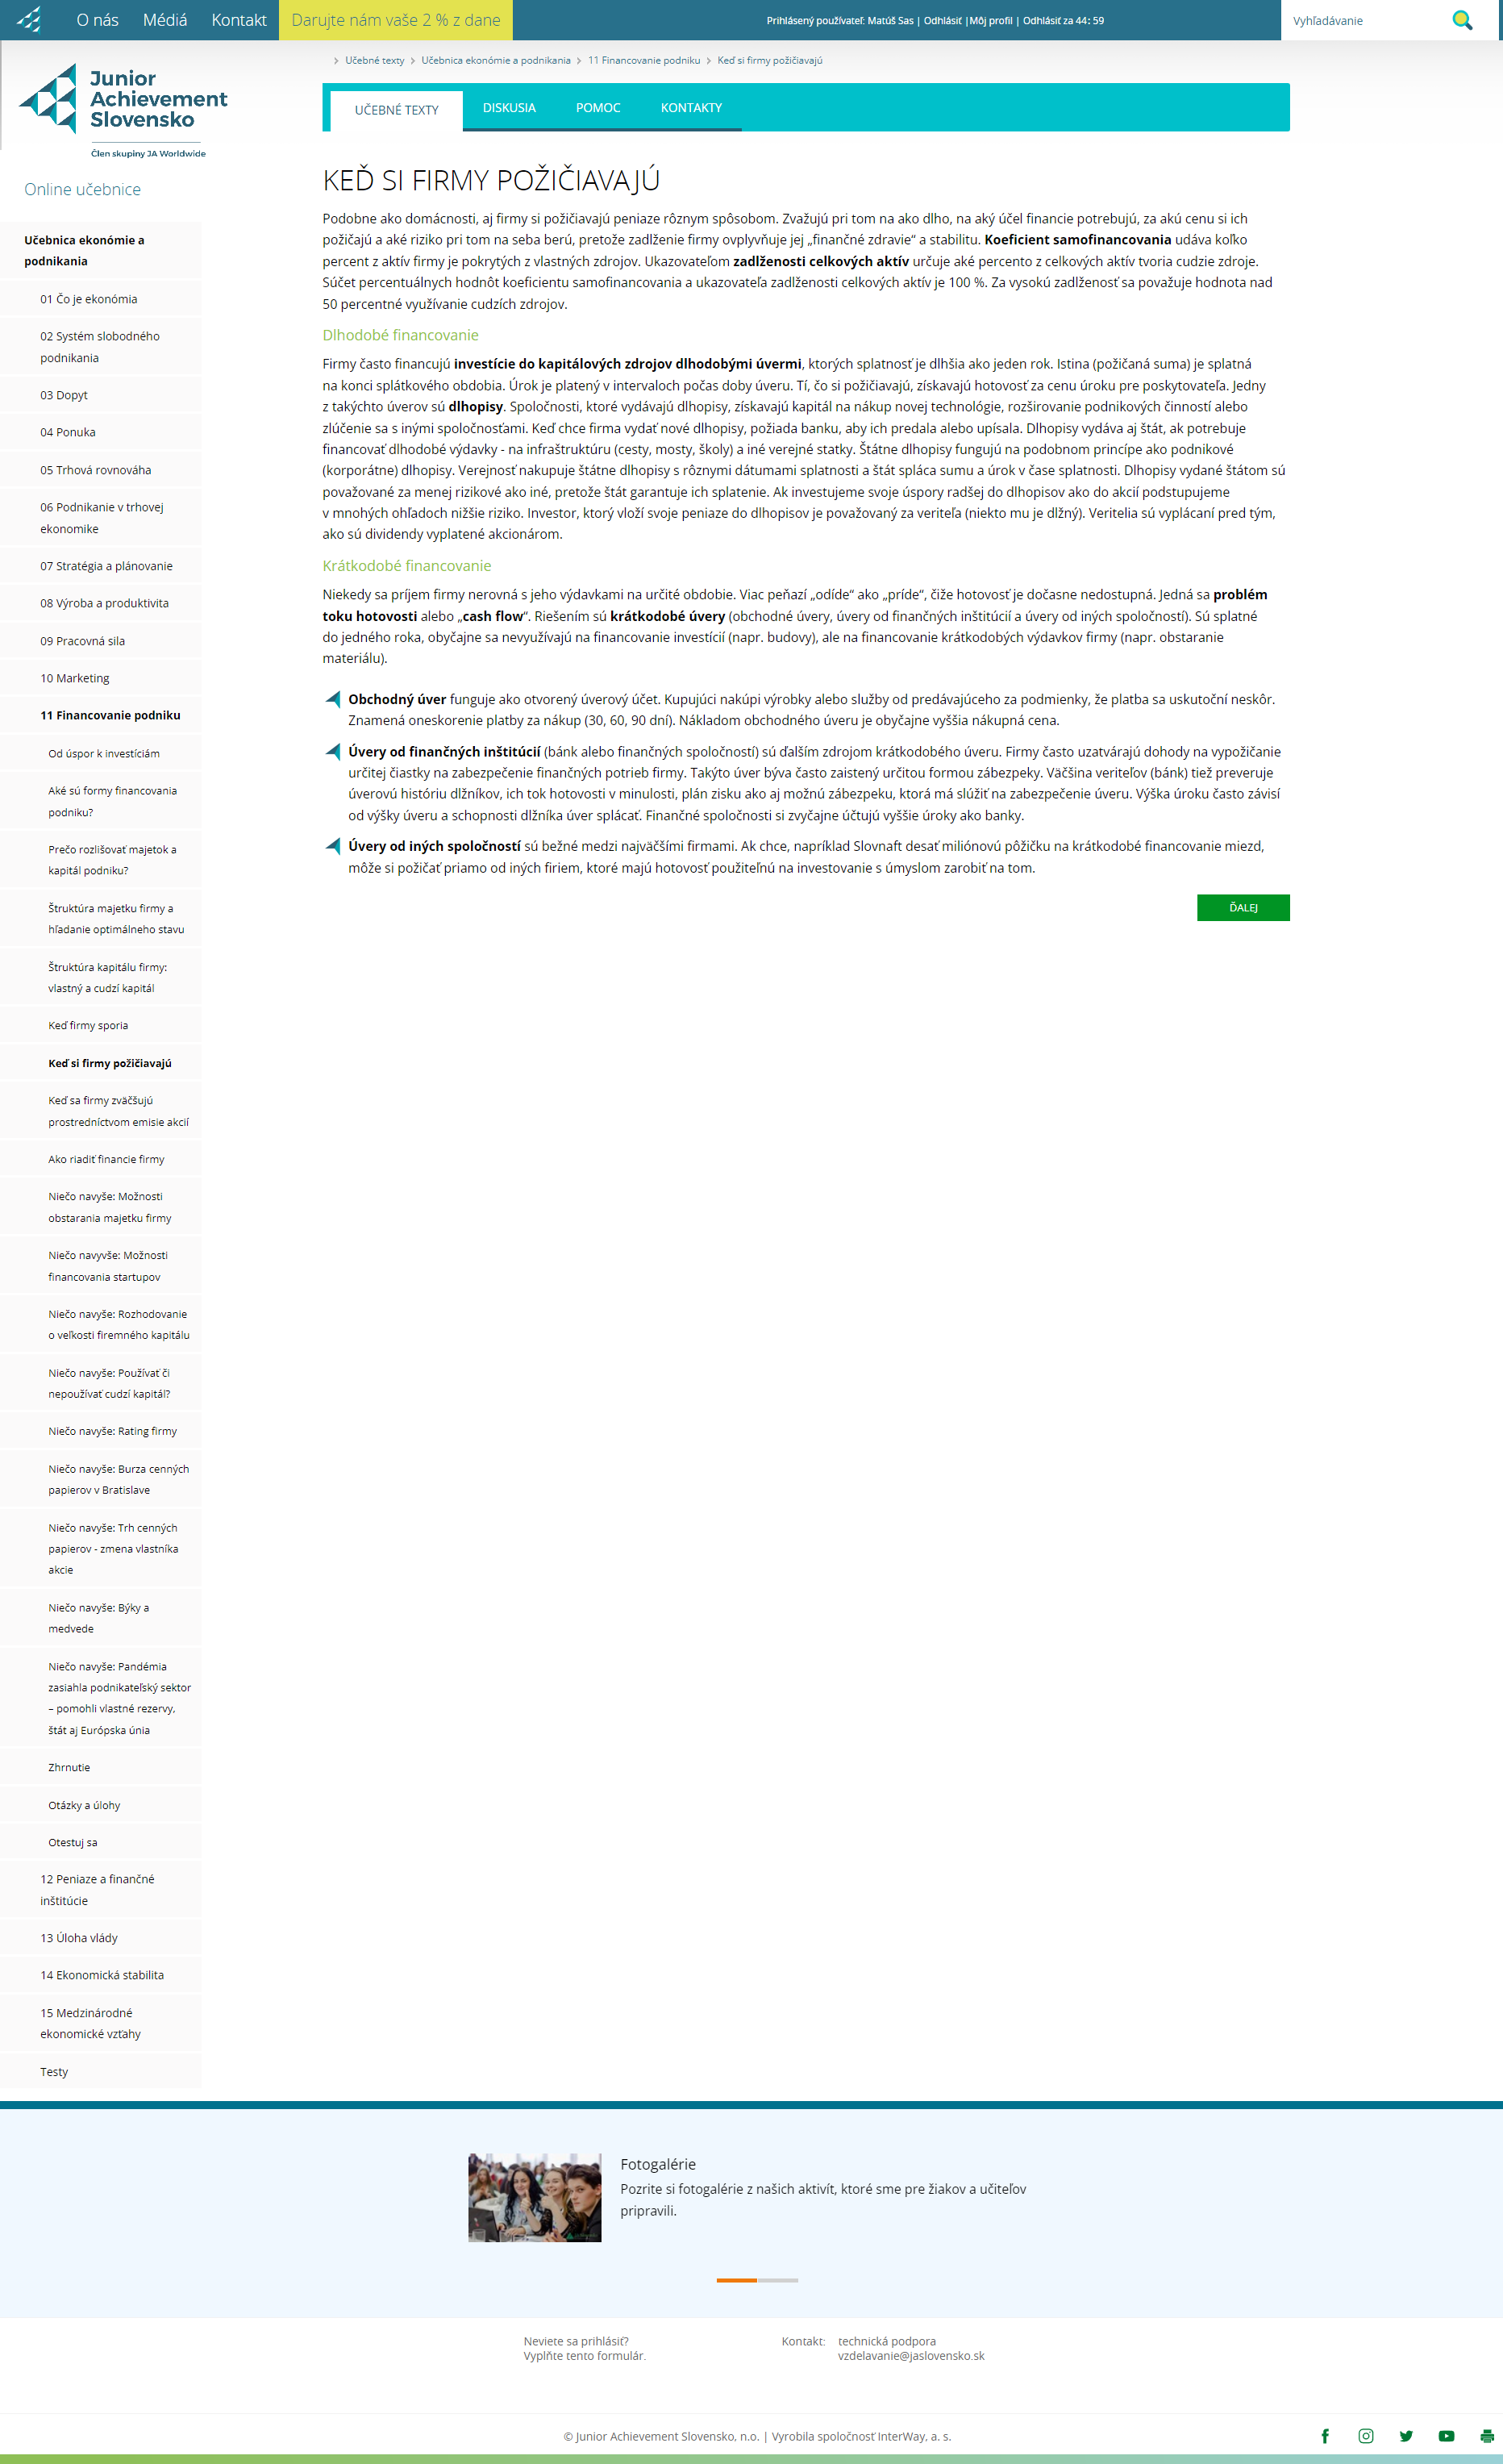 O nás Médiá Kontakt Darujte nám vaše 2 % z dane Prihlásený používateľ: Matúš Sas | Odhlásiť |Môj profil | Odhlásiť za 44: 59 Vyhľadávanie
Junior
Achievement
Slovensko
Člen skupiny JA Worldwide
Učebné texty Učebnica ekonómie a podnikania 11 Financovanie podniku Keď si firmy požičiavajú
UČEBNÉ TEXTY DISKUSIA POMOC KONTAKTY
Online učebnice
Učebnica ekonómie a
podnikania
01 Čo je ekonómia
02 Systém slobodného
podnikania
03 Dopyt
04 Ponuka
05 Trhová rovnováha
06 Podnikanie v trhovej
ekonomike
07 Stratégia a plánovanie
08 Výroba a produktivita
09 Pracovná sila
10 Marketing
11 Financovanie podniku
Od úspor k investíciám
Aké sú formy financovania
podniku?
Prečo rozlišovať majetok a
kapitál podniku?
Štruktúra majetku firmy a
hľadanie optimálneho stavu
Štruktúra kapitálu firmy:
vlastný a cudzí kapitál
Keď firmy sporia
Keď si firmy požičiavajú
Keď sa firmy zväčšujú
prostredníctvom emisie akcií
Ako riadiť financie firmy
Niečo navyše: Možnosti
obstarania majetku firmy
Niečo navyvše: Možnosti
financovania startupov
Niečo navyše: Rozhodovanie
o veľkosti firemného kapitálu
Niečo navyše: Používať či
nepoužívať cudzí kapitál?
Niečo navyše: Rating firmy
Niečo navyše: Burza cenných
papierov v Bratislave
Niečo navyše: Trh cenných
papierov - zmena vlastníka
akcie
Niečo navyše: Býky a
medvede
Niečo navyše: Pandémia
zasiahla podnikateľský sektor
– pomohli vlastné rezervy,
štát aj Európska únia
Zhrnutie
Otázky a úlohy
Otestuj sa
12 Peniaze a finančné
inštitúcie
13 Úloha vlády
14 Ekonomická stabilita
15 Medzinárodné
ekonomické vzťahy
Testy
KEĎ SI FIRMY POŽIČIAVAJÚ
Podobne ako domácnosti, aj firmy si požičiavajú peniaze rôznym spôsobom. Zvažujú pri tom na ako dlho, na aký účel financie potrebujú, za akú cenu si ich
požičajú a aké riziko pri tom na seba berú, pretože zadlženie firmy ovplyvňuje jej „finančné zdravie“ a stabilitu. Koeficient samofinancovania udáva koľko
percent z aktív firmy je pokrytých z vlastných zdrojov. Ukazovateľom zadlženosti celkových aktív určuje aké percento z celkových aktív tvoria cudzie zdroje.
Súčet percentuálnych hodnôt koeficientu samofinancovania a ukazovateľa zadlženosti celkových aktív je 100 %. Za vysokú zadlženosť sa považuje hodnota nad
50 percentné využívanie cudzích zdrojov.
Dlhodobé financovanie
Firmy často financujú investície do kapitálových zdrojov dlhodobými úvermi, ktorých splatnosť je dlhšia ako jeden rok. Istina (požičaná suma) je splatná
na konci splátkového obdobia. Úrok je platený v intervaloch počas doby úveru. Tí, čo si požičiavajú, získavajú hotovosť za cenu úroku pre poskytovateľa. Jedny
z takýchto úverov sú dlhopisy. Spoločnosti, ktoré vydávajú dlhopisy, získavajú kapitál na nákup novej technológie, rozširovanie podnikových činností alebo
zlúčenie sa s inými spoločnosťami. Keď chce firma vydať nové dlhopisy, požiada banku, aby ich predala alebo upísala. Dlhopisy vydáva aj štát, ak potrebuje
financovať dlhodobé výdavky - na infraštruktúru (cesty, mosty, školy) a iné verejné statky. Štátne dlhopisy fungujú na podobnom princípe ako podnikové
(korporátne) dlhopisy. Verejnosť nakupuje štátne dlhopisy s rôznymi dátumami splatnosti a štát spláca sumu a úrok v čase splatnosti. Dlhopisy vydané štátom sú
považované za menej rizikové ako iné, pretože štát garantuje ich splatenie. Ak investujeme svoje úspory radšej do dlhopisov ako do akcií podstupujeme
v mnohých ohľadoch nižšie riziko. Investor, ktorý vloží svoje peniaze do dlhopisov je považovaný za veriteľa (niekto mu je dlžný). Veritelia sú vyplácaní pred tým,
ako sú dividendy vyplatené akcionárom.
Krátkodobé financovanie
Niekedy sa príjem firmy nerovná s jeho výdavkami na určité obdobie. Viac peňazí „odíde“ ako „príde“, čiže hotovosť je dočasne nedostupná. Jedná sa problém
toku hotovosti alebo „cash flow“. Riešením sú krátkodobé úvery (obchodné úvery, úvery od finančných inštitúcií a úvery od iných spoločností). Sú splatné
do jedného roka, obyčajne sa nevyužívajú na financovanie investícií (napr. budovy), ale na financovanie krátkodobých výdavkov firmy (napr. obstaranie
materiálu).
Obchodný úver funguje ako otvorený úverový účet. Kupujúci nakúpi výrobky alebo služby od predávajúceho za podmienky, že platba sa uskutoční neskôr.
Znamená oneskorenie platby za nákup (30, 60, 90 dní). Nákladom obchodného úveru je obyčajne vyššia nákupná cena.
Úvery od finančných inštitúcií (bánk alebo finančných spoločností) sú ďalším zdrojom krátkodobého úveru. Firmy často uzatvárajú dohody na vypožičanie
určitej čiastky na zabezpečenie finančných potrieb firmy. Takýto úver býva často zaistený určitou formou zábezpeky. Väčšina veriteľov (bánk) tiež preveruje
úverovú históriu dlžníkov, ich tok hotovosti v minulosti, plán zisku ako aj možnú zábezpeku, ktorá má slúžiť na zabezpečenie úveru. Výška úroku často závisí
od výšky úveru a schopnosti dlžníka úver splácať. Finančné spoločnosti si zvyčajne účtujú vyššie úroky ako banky.
Úvery od iných spoločností sú bežné medzi najväčšími firmami. Ak chce, napríklad Slovnaft desať miliónovú pôžičku na krátkodobé financovanie miezd,
môže si požičať priamo od iných firiem, ktoré majú hotovosť použiteľnú na investovanie s úmyslom zarobiť na tom.
ĎALEJ
Fotogalérie
Pozrite si fotogalérie z našich aktivít, ktoré sme pre žiakov a učiteľov
pripravili.
Neviete sa prihlásiť?
Vyplňte tento formulár.
Kontakt: technická podpora
vzdelavanie@jaslovensko.sk
© Junior Achievement Slovensko, n.o. | Vyrobila spoločnosť InterWay, a. s.